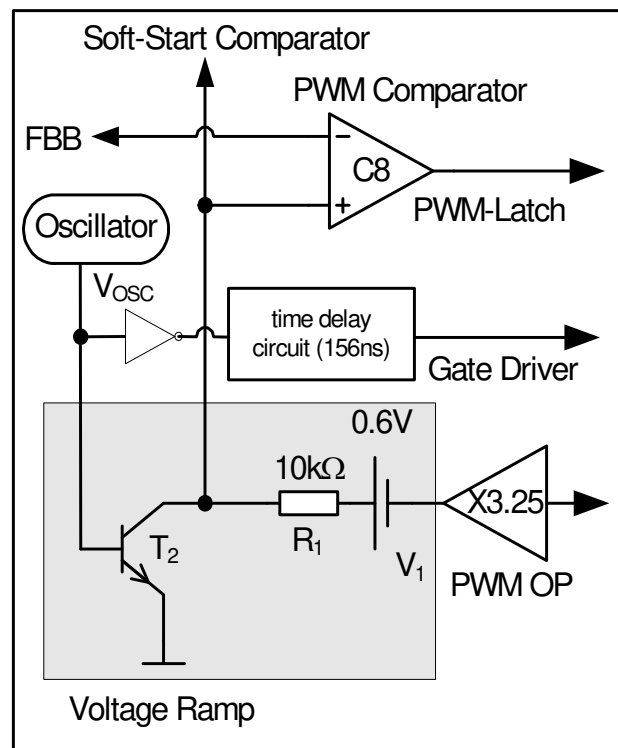 Soft-Start Comparator
PWM Comparator
FBB
−
C8
+
PWM-Latch
Oscillator
VOSC
time delay
circuit (156ns)
Gate Driver
0.6V
10kΩ
X3.25
R1
T2
V1
PWM OP
Voltage Ramp